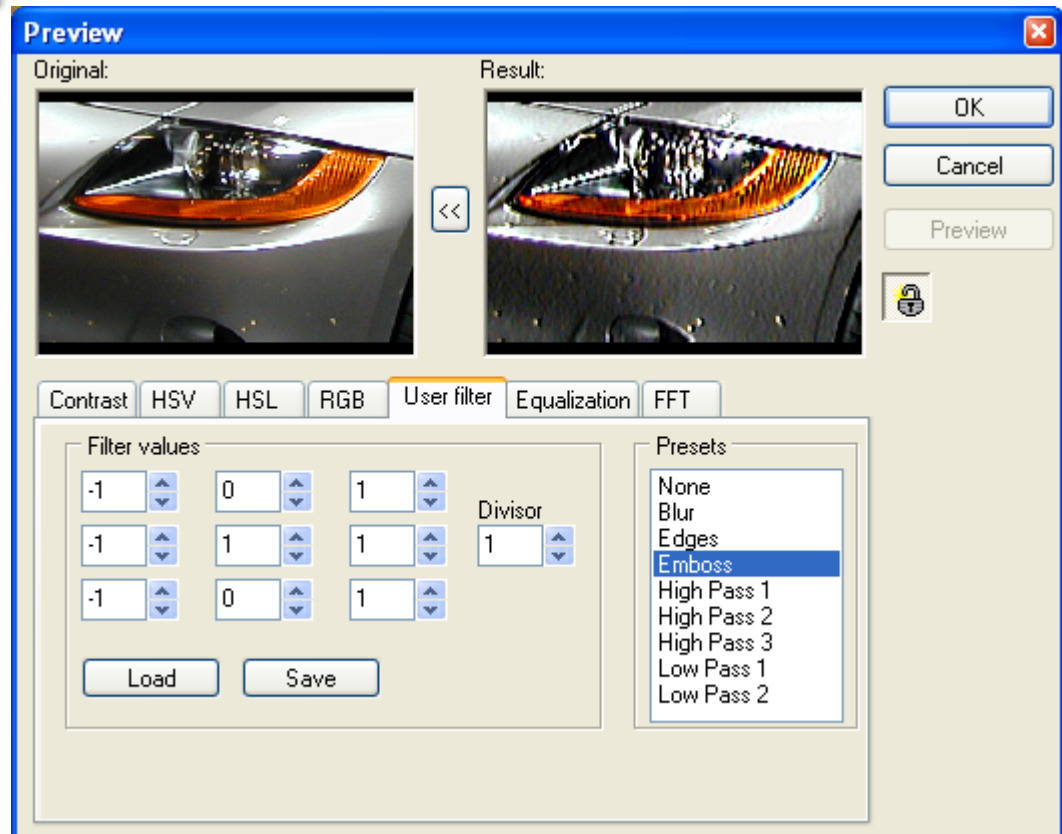 Preview
Original: Result:
OK
Cancel
<<
Preview
Contrast HSV HSL RGB User filter Equalization FFT
Filter values Presets
-1 0 1
Divisor
-1 1 1 1
-1 0 1
None
Blur
Edges
Emboss
High Pass 1
High Pass 2
High Pass 3
Low Pass 1
Low Pass 2
Load Save